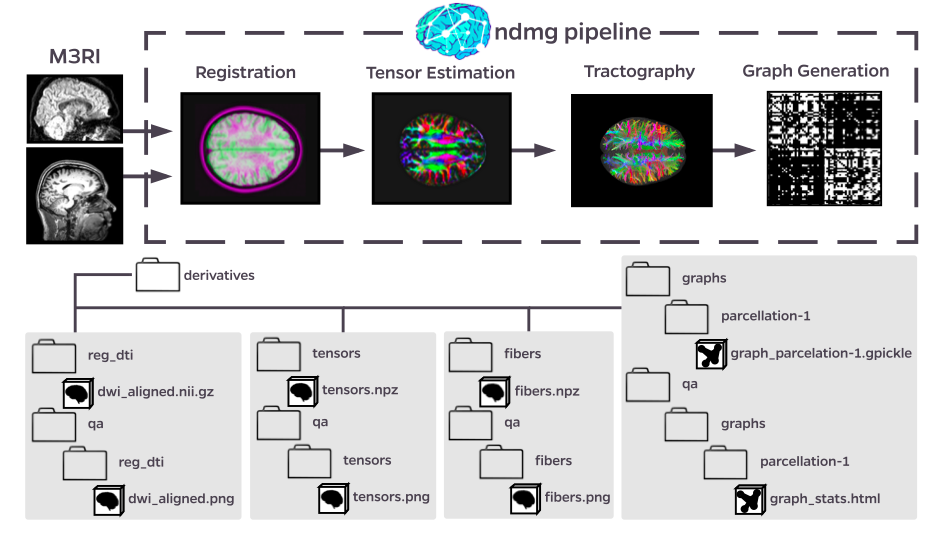 ndmg pipeline
M3RI
Registration
Tensor Estimation
Tractography
Graph Generation
derivatives
reg_dti
dwi_aligned.nii.gz
qa
reg_dti
dwi_aligned.png
tensors
tensors.npz
qa
tensors
tensors.png
fibers
fibers.npz
qa
fibers
fibers.png
graphs
parcellation-1
graph_parcelation-1.gpickle
qa
graphs
parcellation-1
graph_stats.html